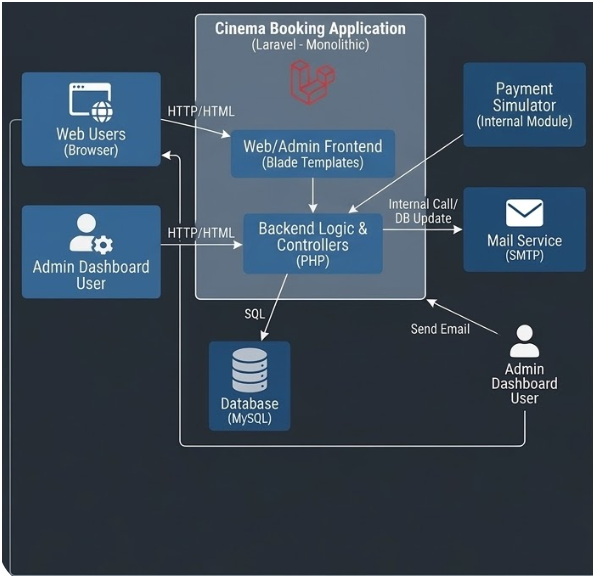 Cinema Booking Application
(Laravel - Monolithic)
Web Users
(Browser)
HTTP/HTML
Web/Admin Frontend
(Blade Templates)
Payment
Simulator
(Internal Module)
Admin Dashboard
User
HTTP/HTML
Backend Logic &
Controllers
(PHP)
Internal Call/
DB Update
Mail Service
(SMTP)
SQL
Send Email
Database
(MySQL)
Admin
Dashboard
User